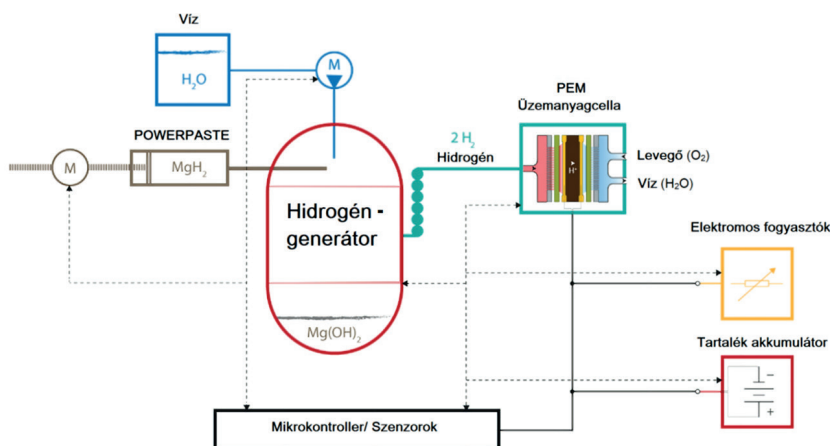 Víz
H₂O
M
POWERPASTE
M
MgH₂
Hidrogén -
generátor
Mg(OH)₂
2 H₂
Hidrogén
PEM
Üzemanyagcella
H⁺
Levegő (O₂)
Víz (H₂O)
Elektromos fogyasztók
Tartalék akkumulátor
−
+
Mikrokontroller/ Szenzorok